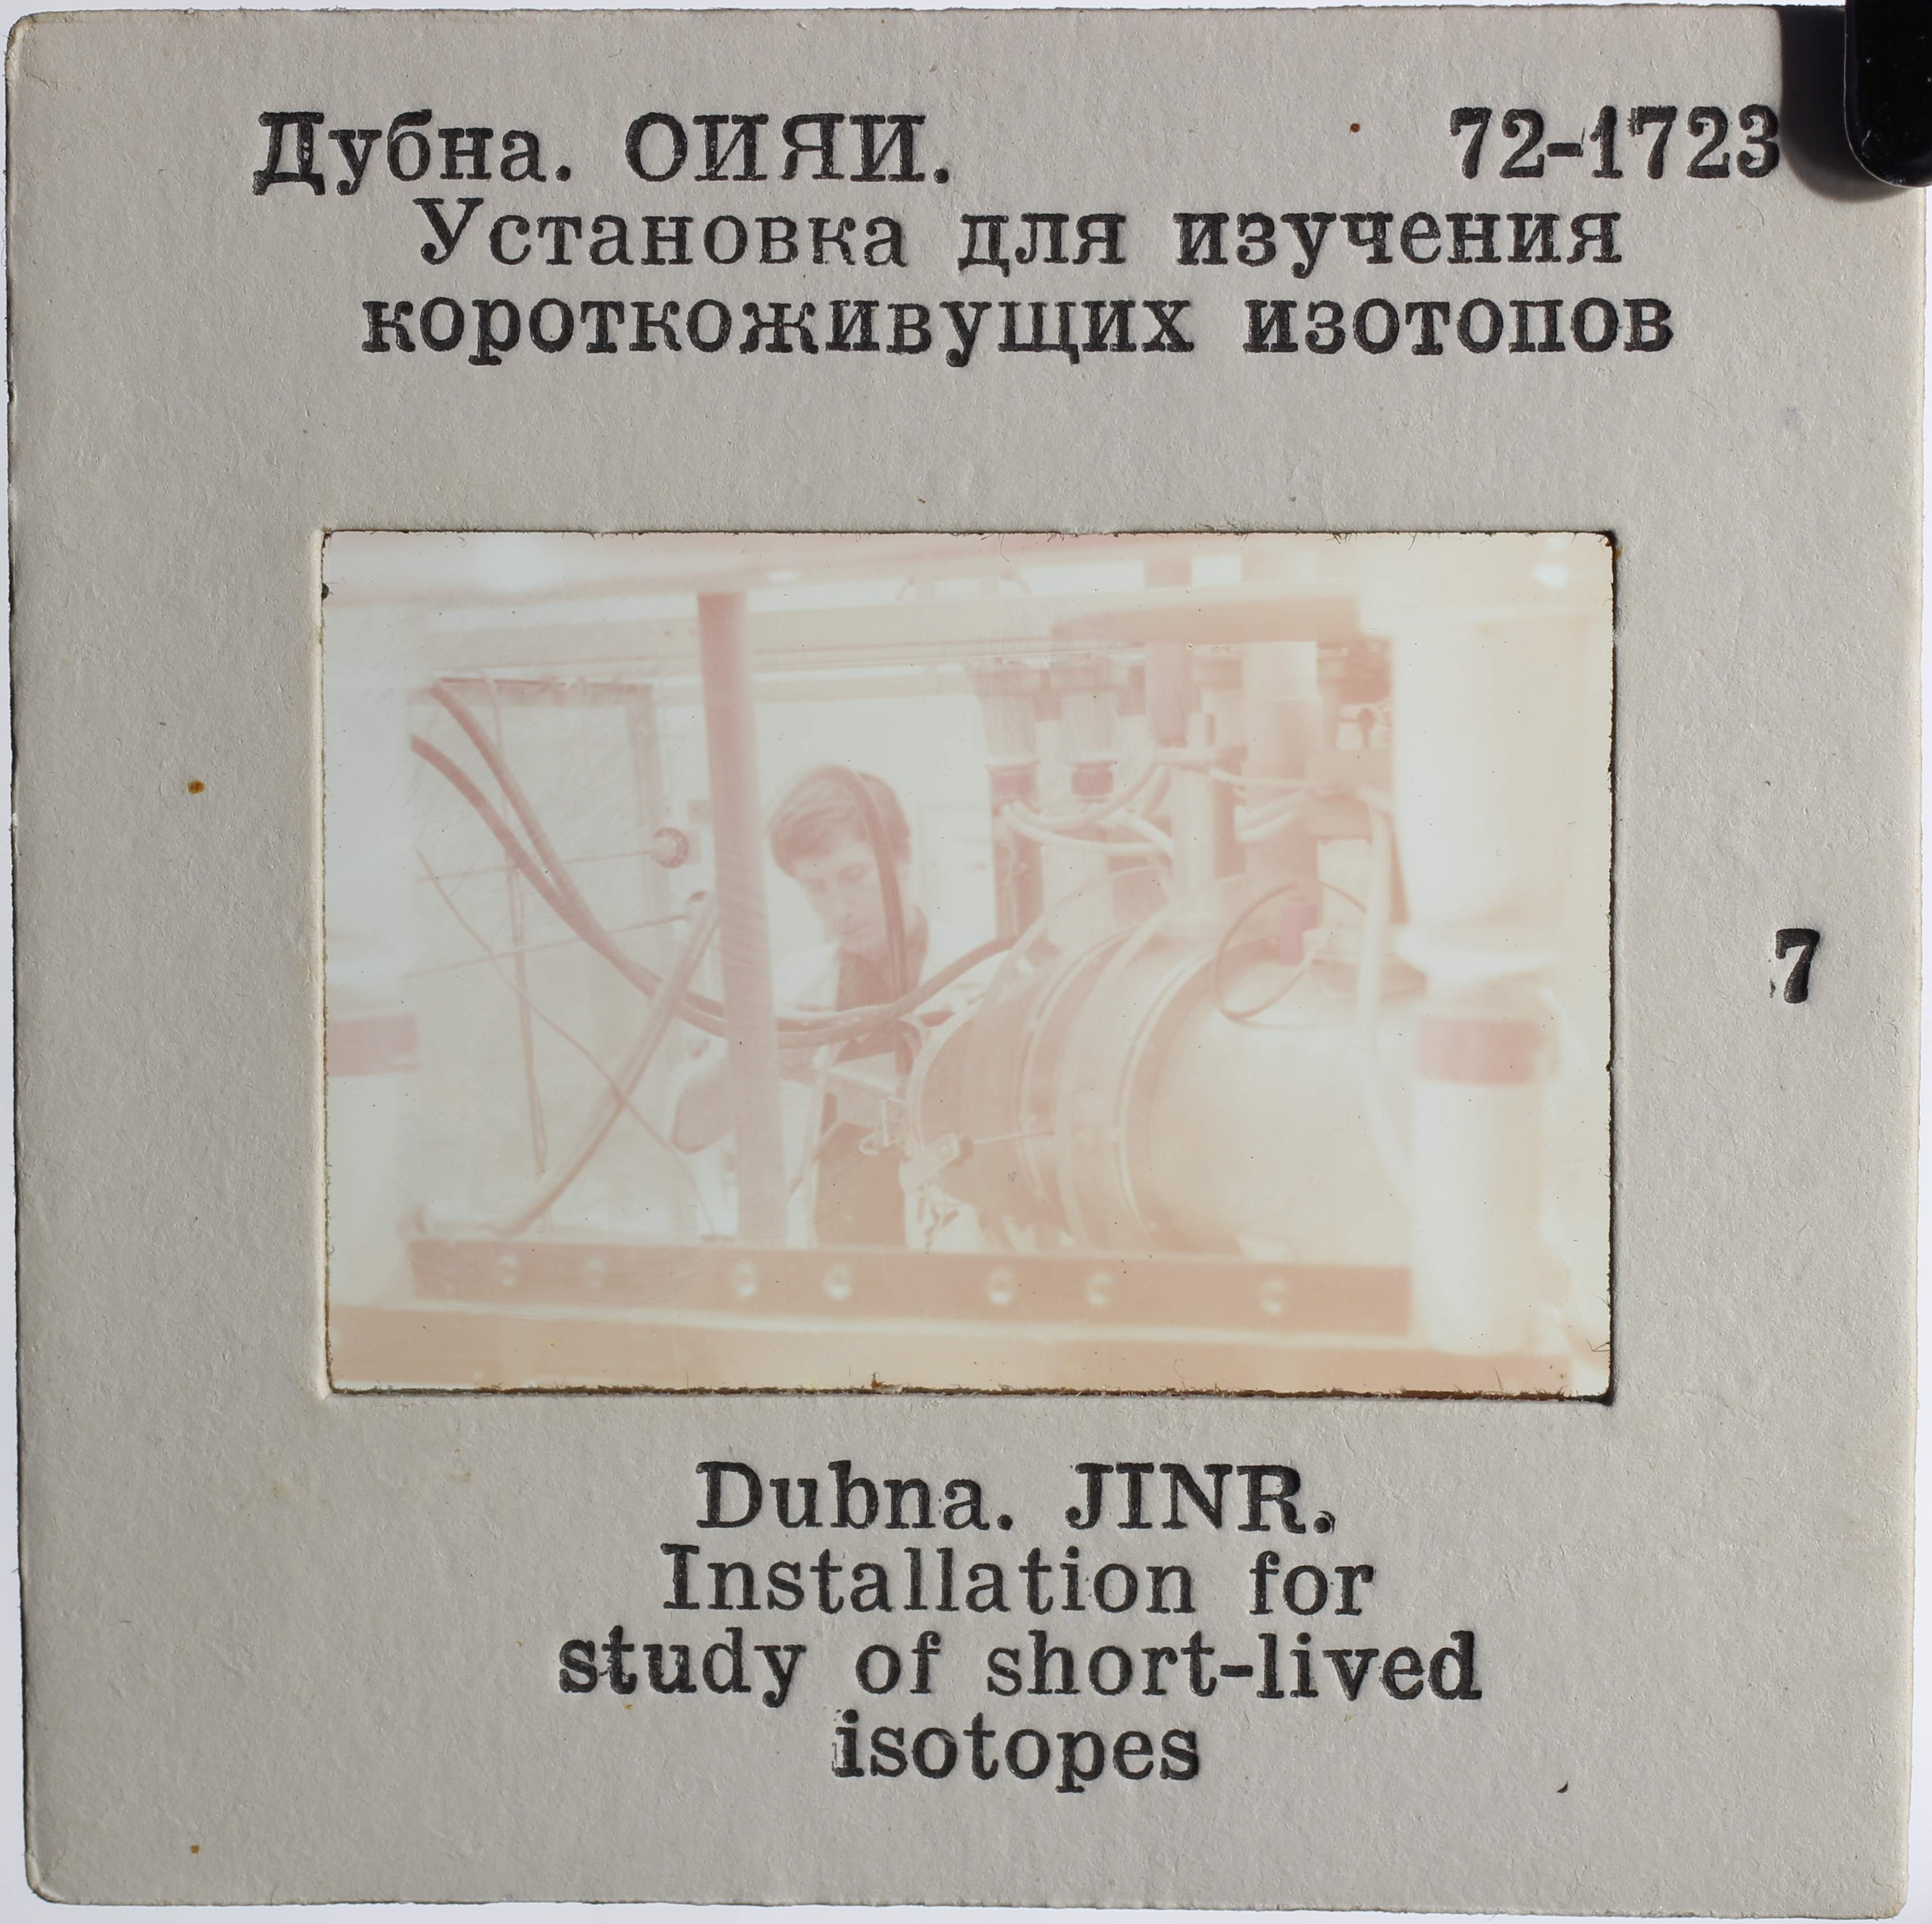 Дубна. ОИЯИ. 72-1723
Установка для изучения
короткоживущих изотопов
7
Dubna. JINR.
Installation for
study of short-lived
isotopes